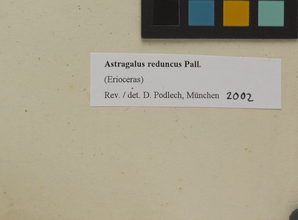 Astragalus reduncus Pall.
(Erioceras)
Rev. / det. D. Podlech, München 2002